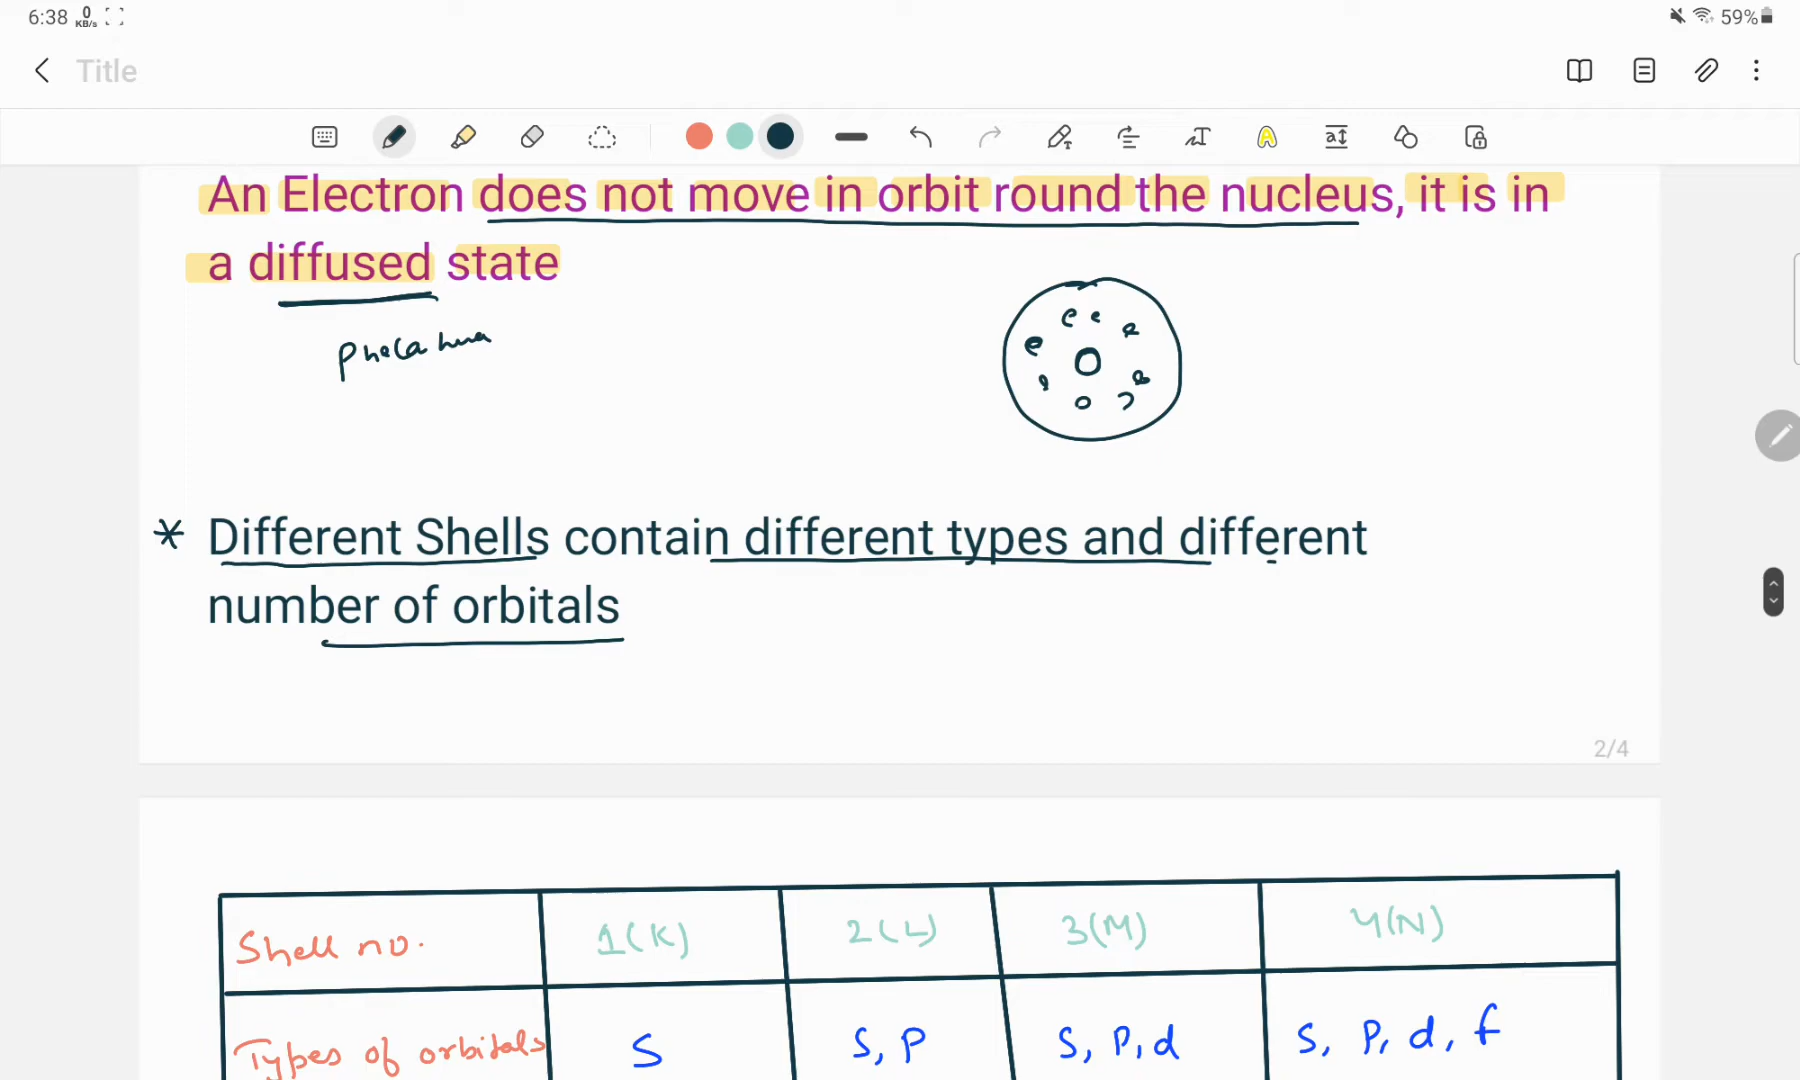 6:38 0 KB/s 59%
Title
An Electron does not move in orbit round the nucleus, it is in
a diffused state
e e e
e
* Different Shells contain different types and different
number of orbitals
2/4
Shell no. 1(K) 2(L) 3(M) 4(N)
Types of orbitals S S, P S, P, d S, P, d, f